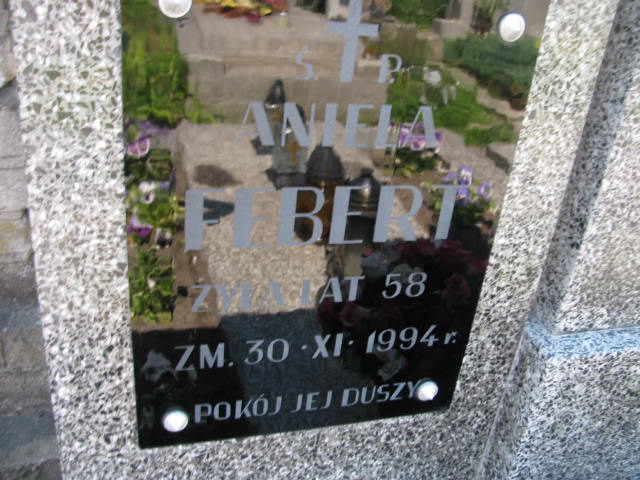 Ś. P.
ANIELA
FEBERT
ŻYŁA LAT 58
ZM. 30·XI·1994 r.
POKÓJ JEJ DUSZY